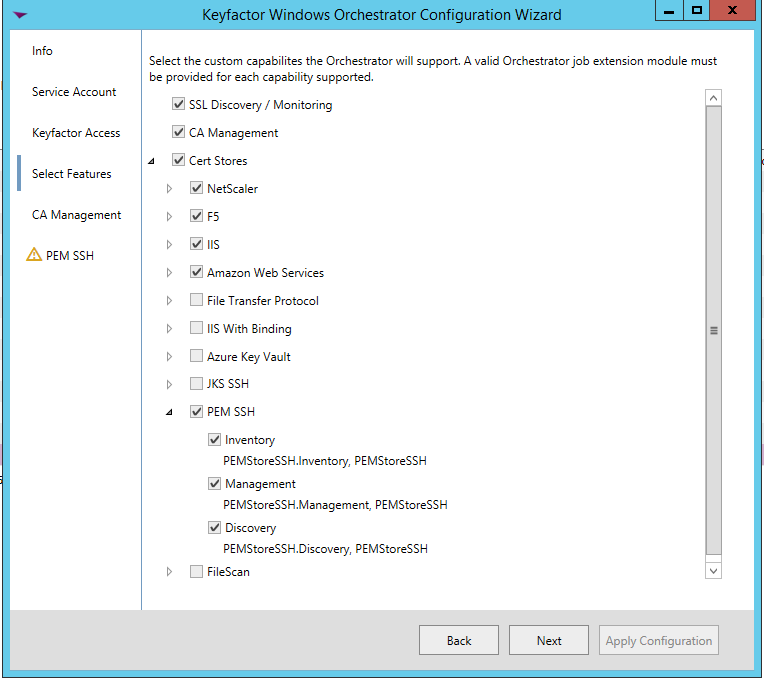 Keyfactor Windows Orchestrator Configuration Wizard
Info
Service Account
Keyfactor Access
Select Features
CA Management
PEM SSH
Select the custom capabilites the Orchestrator will support. A valid Orchestrator job extension module must
be provided for each capability supported.
SSL Discovery / Monitoring
CA Management
Cert Stores
NetScaler
F5
IIS
Amazon Web Services
File Transfer Protocol
IIS With Binding
Azure Key Vault
JKS SSH
PEM SSH
Inventory
PEMStoreSSH.Inventory, PEMStoreSSH
Management
PEMStoreSSH.Management, PEMStoreSSH
Discovery
PEMStoreSSH.Discovery, PEMStoreSSH
FileScan
Back
Next
Apply Configuration